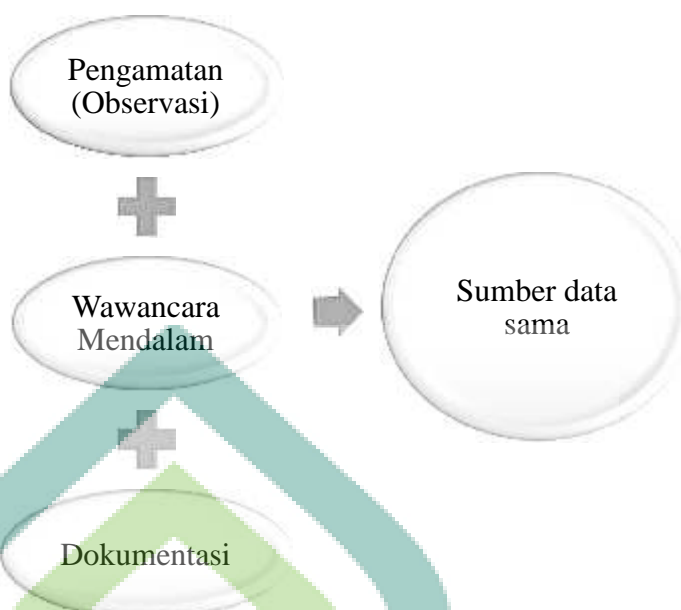 Pengamatan
(Observasi)
Wawancara
Mendalam
Sumber data
sama
Dokumentasi